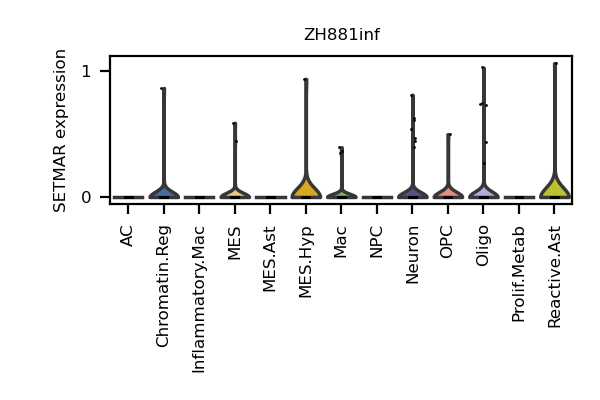 ZH881inf
SETMAR expression
1
0
AC
Chromatin.Reg
Inflammatory.Mac
MES
MES.Ast
MES.Hyp
Mac
NPC
Neuron
OPC
Oligo
Prolif.Metab
Reactive.Ast